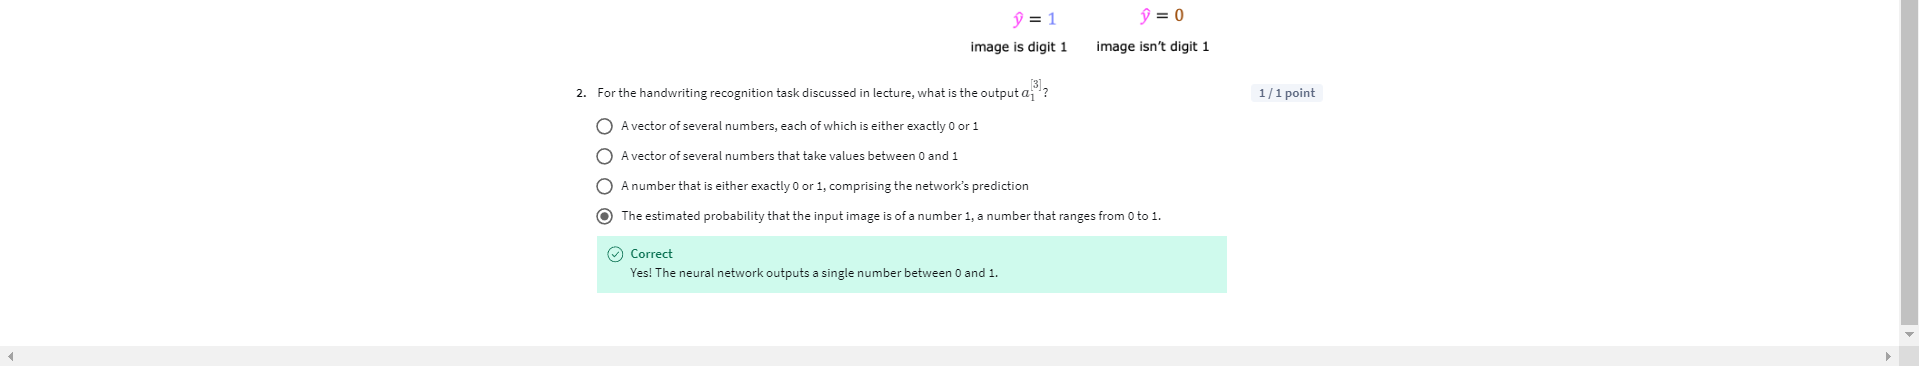 ŷ = 1 ŷ = 0
image is digit 1 image isn't digit 1
2. For the handwriting recognition task discussed in lecture, what is the output a₁^[3]? 1 / 1 point
A vector of several numbers, each of which is either exactly 0 or 1
A vector of several numbers that take values between 0 and 1
A number that is either exactly 0 or 1, comprising the network's prediction
The estimated probability that the input image is of a number 1, a number that ranges from 0 to 1.
Correct
Yes! The neural network outputs a single number between 0 and 1.